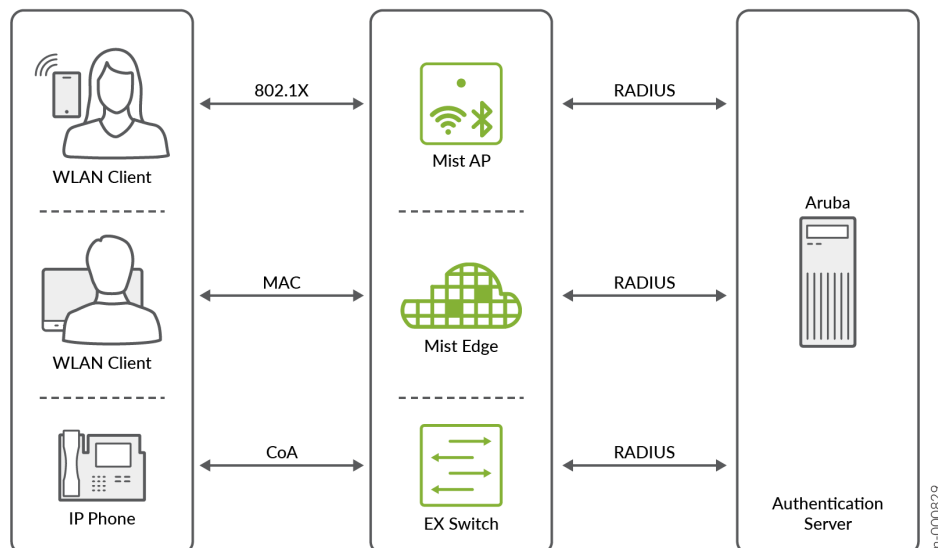 802.1X
RADIUS
WLAN Client
Mist AP
Aruba
MAC
RADIUS
WLAN Client
Mist Edge
CoA
RADIUS
IP Phone
EX Switch
Authentication
Server